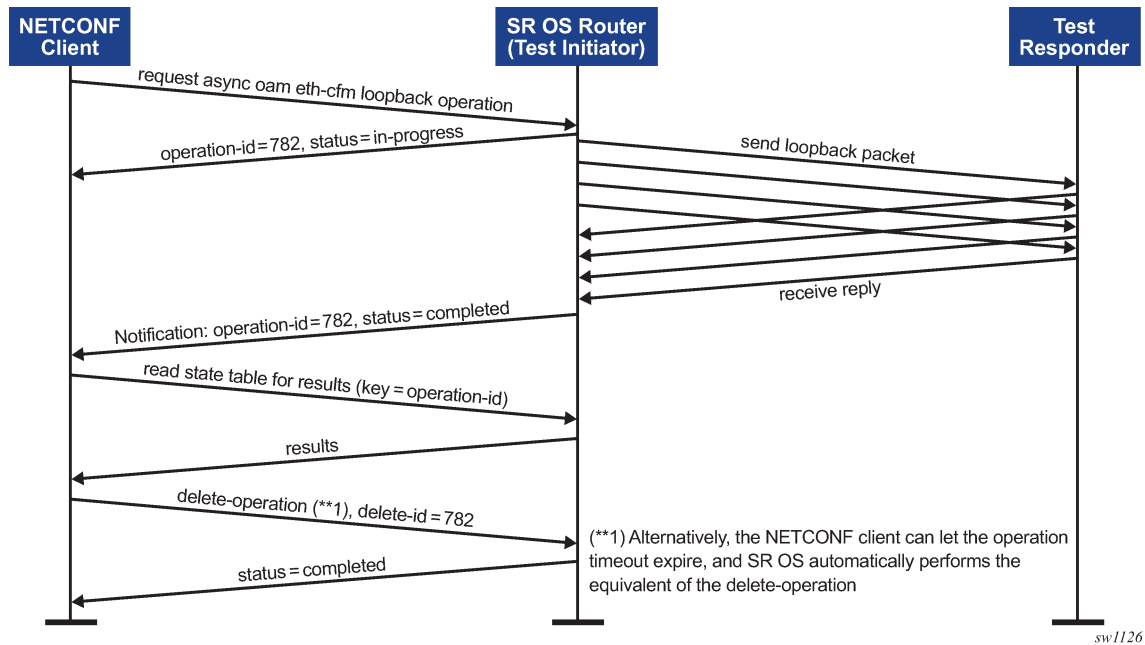 NETCONF
Client
SR OS Router
(Test Initiator)
Test
Responder
request async oam eth-cfm loopback operation
operation-id=782, status=in-progress
send loopback packet
receive reply
Notification: operation-id=782, status=completed
read state table for results (key=operation-id)
results
delete-operation (**1), delete-id=782
(**1) Alternatively, the NETCONF client can let the operation
timeout expire, and SR OS automatically performs the
equivalent of the delete-operation
status=completed
sw1126